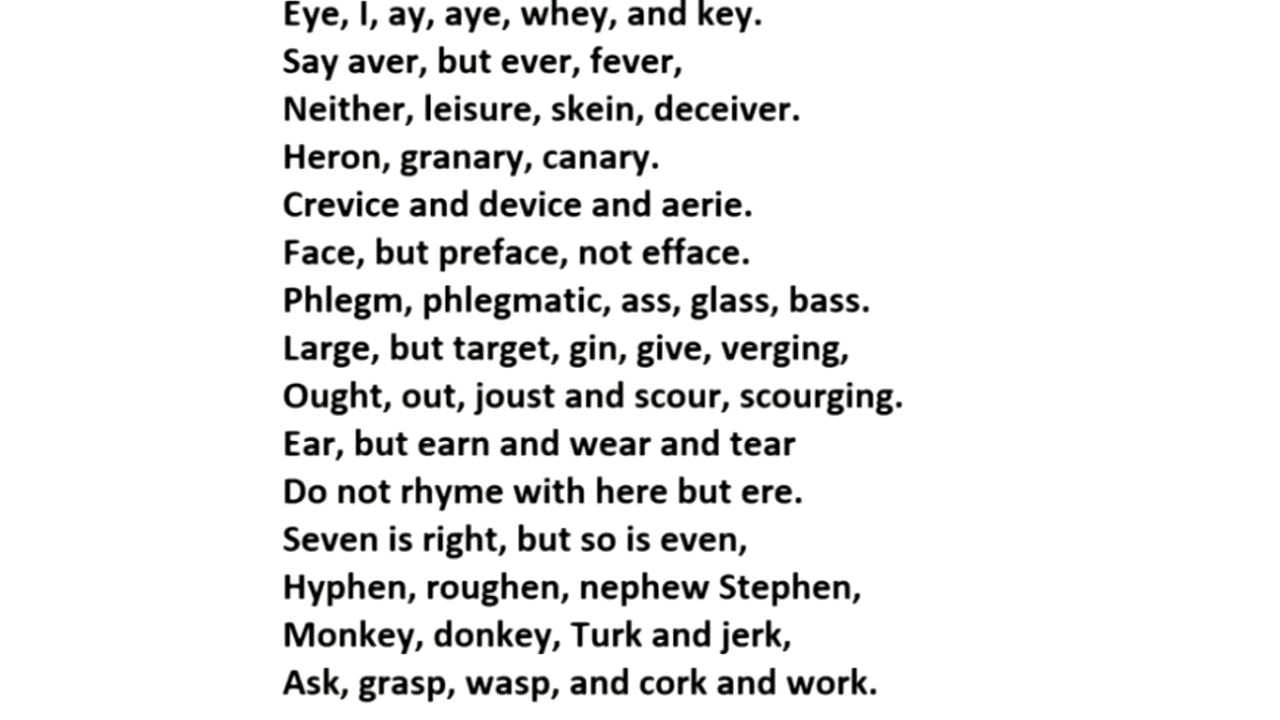 Eye, I, ay, aye, whey, and key.
Say aver, but ever, fever,
Neither, leisure, skein, deceiver.
Heron, granary, canary.
Crevice and device and aerie.
Face, but preface, not efface.
Phlegm, phlegmatic, ass, glass, bass.
Large, but target, gin, give, verging,
Ought, out, joust and scour, scourging.
Ear, but earn and wear and tear
Do not rhyme with here but ere.
Seven is right, but so is even,
Hyphen, roughen, nephew Stephen,
Monkey, donkey, Turk and jerk,
Ask, grasp, wasp, and cork and work.